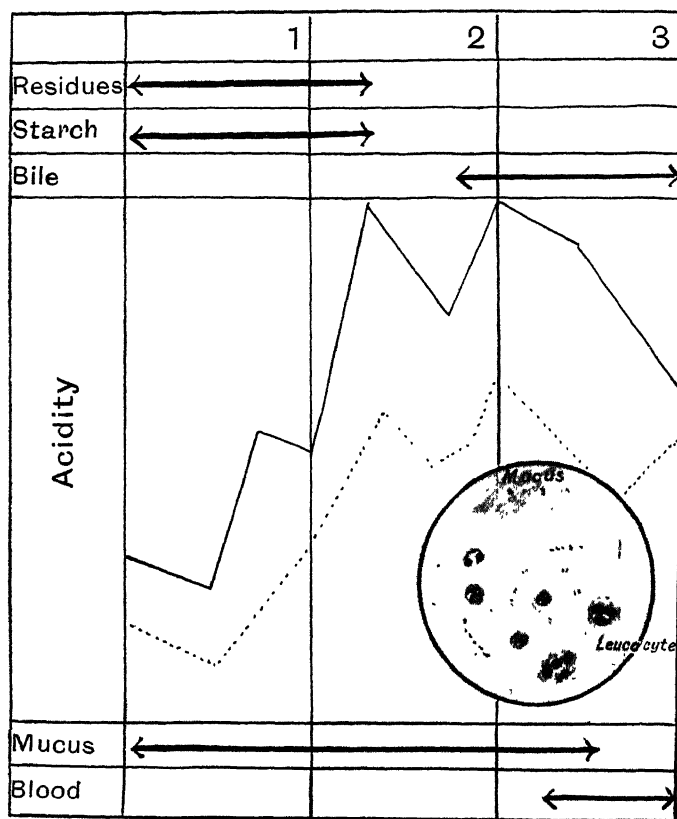 1 2 3
Residues
Starch
Bile
Acidity
Mucus
Leucocyte
Mucus
Blood